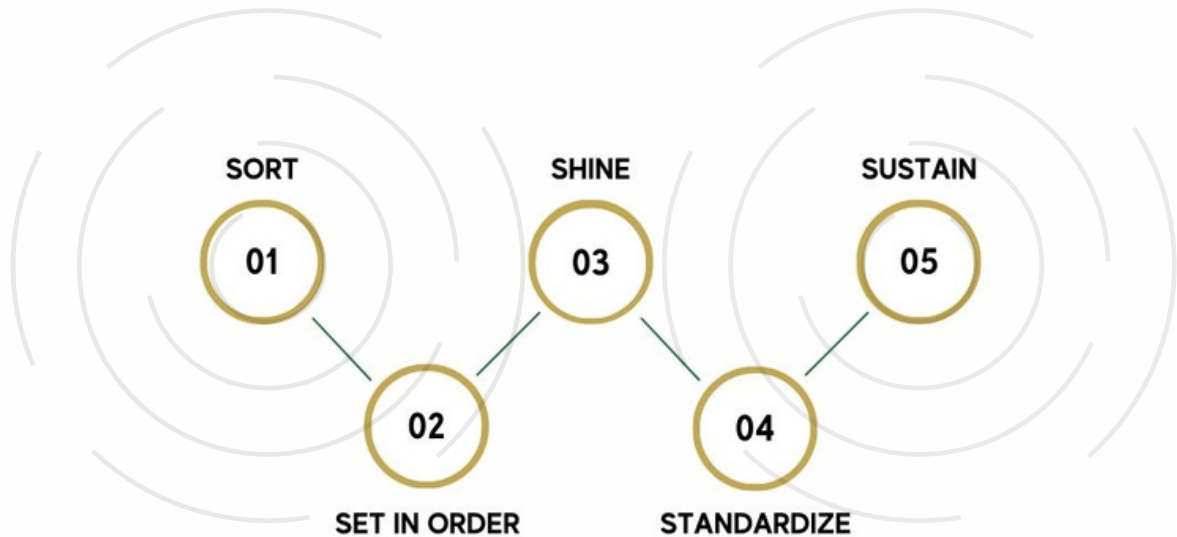 SORT
01
02
SET IN ORDER
SHINE
03
04
STANDARDIZE
SUSTAIN
05